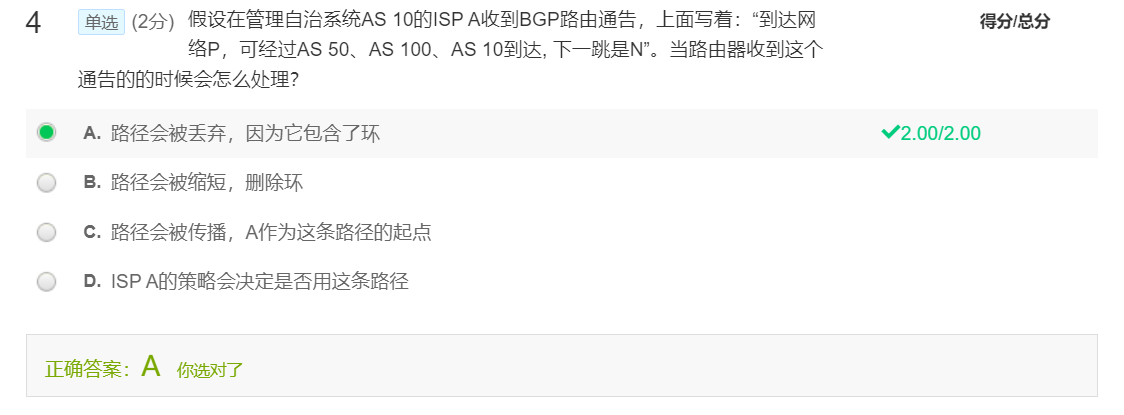 4 单选 (2分) 假设在管理自治系统AS 10的ISP A收到BGP路由通告，上面写着：“到达网 得分/总分
络P，可经过AS 50、AS 100、AS 10到达, 下一跳是N”。当路由器收到这个
通告的的时候会怎么处理？
A. 路径会被丢弃，因为它包含了环 2.00/2.00
B. 路径会被缩短，删除环
C. 路径会被传播，A作为这条路径的起点
D. ISP A的策略会决定是否用这条路径
正确答案：A 你选对了